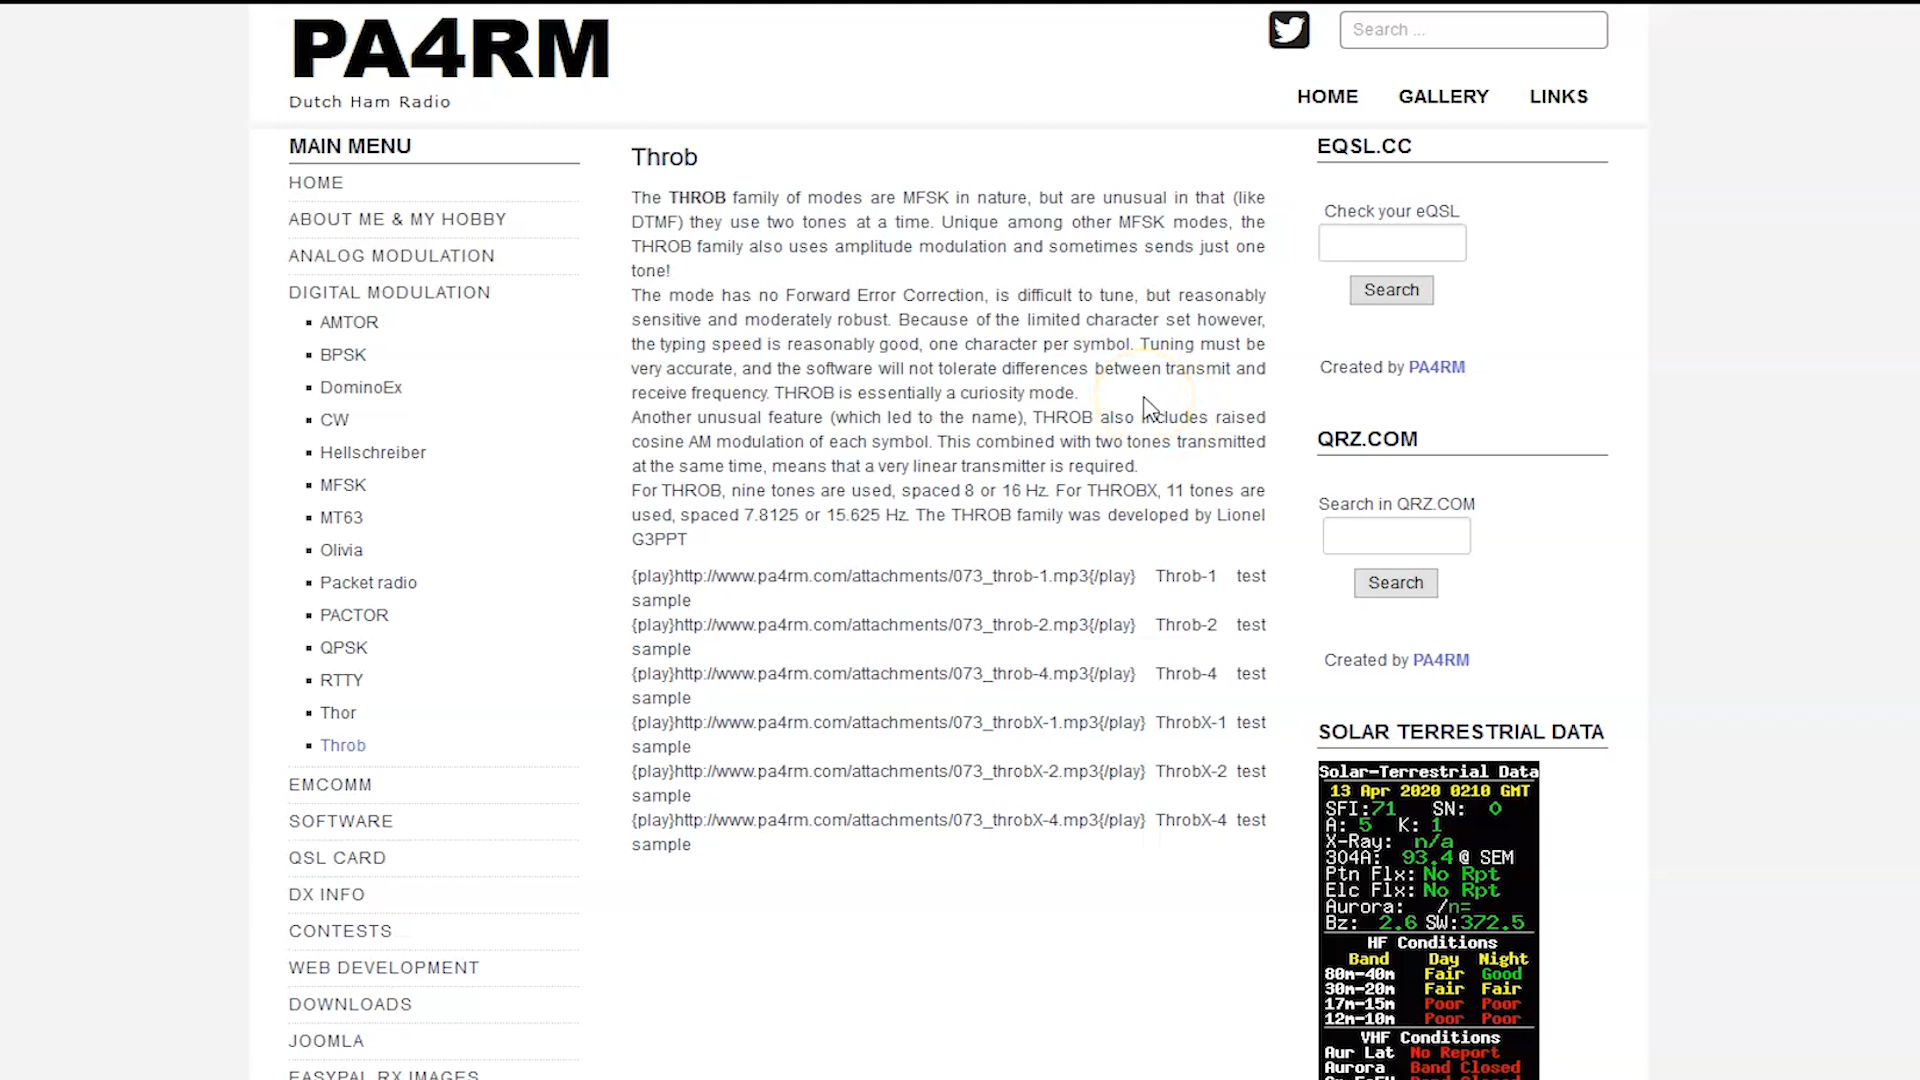 PA4RM
Dutch Ham Radio
Search ...
HOME
GALLERY
LINKS
MAIN MENU
HOME
ABOUT ME & MY HOBBY
ANALOG MODULATION
DIGITAL MODULATION
AMTOR
BPSK
DominoEx
CW
Hellschreiber
MFSK
MT63
Olivia
Packet radio
PACTOR
QPSK
RTTY
Thor
Throb
EMCOMM
SOFTWARE
QSL CARD
DX INFO
CONTESTS
WEB DEVELOPMENT
DOWNLOADS
JOOMLA
EASYPAL RX IMAGES
Throb
The THROB family of modes are MFSK in nature, but are unusual in that (like
DTMF) they use two tones at a time. Unique among other MFSK modes, the
THROB family also uses amplitude modulation and sometimes sends just one
tone!
The mode has no Forward Error Correction, is difficult to tune, but reasonably
sensitive and moderately robust. Because of the limited character set however,
the typing speed is reasonably good, one character per symbol. Tuning must be
very accurate, and the software will not tolerate differences between transmit and
receive frequency. THROB is essentially a curiosity mode.
Another unusual feature (which led to the name), THROB also includes raised
cosine AM modulation of each symbol. This combined with two tones transmitted
at the same time, means that a very linear transmitter is required.
For THROB, nine tones are used, spaced 8 or 16 Hz. For THROBX, 11 tones are
used, spaced 7.8125 or 15.625 Hz. The THROB family was developed by Lionel
G3PPT
{play}http://www.pa4rm.com/attachments/073_throb-1.mp3{/play} Throb-1 test
sample
{play}http://www.pa4rm.com/attachments/073_throb-2.mp3{/play} Throb-2 test
sample
{play}http://www.pa4rm.com/attachments/073_throb-4.mp3{/play} Throb-4 test
sample
{play}http://www.pa4rm.com/attachments/073_throbX-1.mp3{/play} ThrobX-1 test
sample
{play}http://www.pa4rm.com/attachments/073_throbX-2.mp3{/play} ThrobX-2 test
sample
{play}http://www.pa4rm.com/attachments/073_throbX-4.mp3{/play} ThrobX-4 test
sample
EQSL.CC
Check your eQSL
Search
Created by PA4RM
QRZ.COM
Search in QRZ.COM
Search
Created by PA4RM
SOLAR TERRESTRIAL DATA
Solar-Terrestrial Data
13 Apr 2020 0210 GMT
SFI:71 SN: 0
A: 5 K: 1
X-Ray: n/a
304A: 93.4 @ SEM
Ptn Flx: No Rpt
Elc Flx: No Rpt
Aurora: /n=
Bz: 2.6 SW:372.5
HF Conditions
Band Day Night
80m-40m Fair Good
30m-20m Fair Fair
17m-15m Poor Poor
12m-10m Poor Poor
VHF Conditions
Aur Lat No Report
Aurora Band Closed